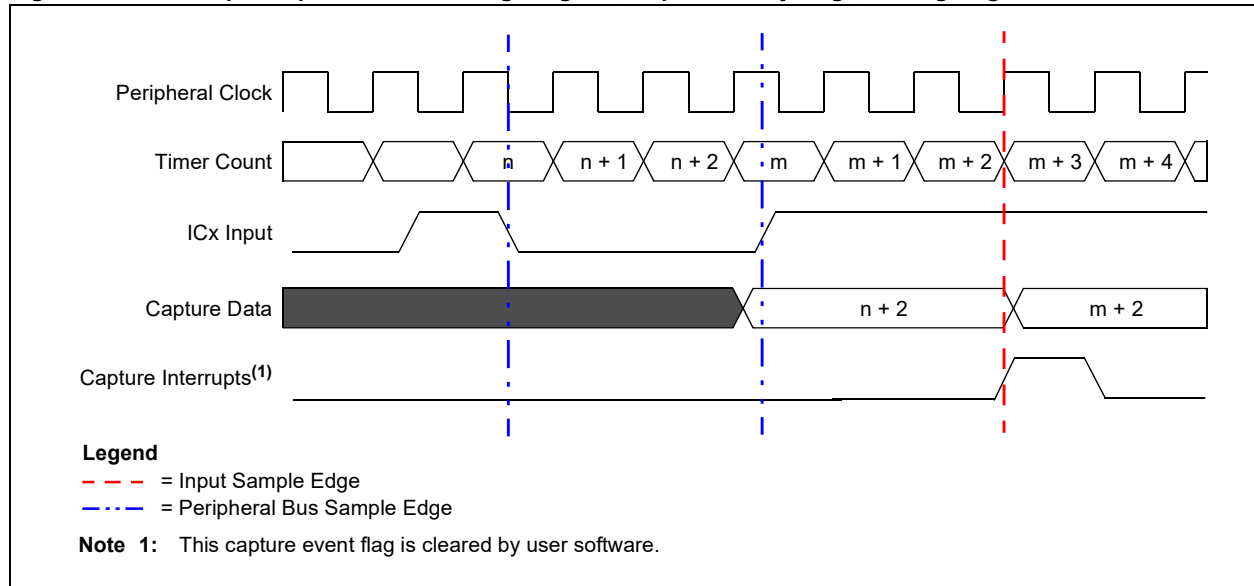 Peripheral Clock
Timer Count
n
n + 1
n + 2
m
m + 1
m + 2
m + 3
m + 4
ICx Input
Capture Data
n + 2
m + 2
Capture Interrupts(1)
Legend
= Input Sample Edge
= Peripheral Bus Sample Edge
Note 1: This capture event flag is cleared by user software.